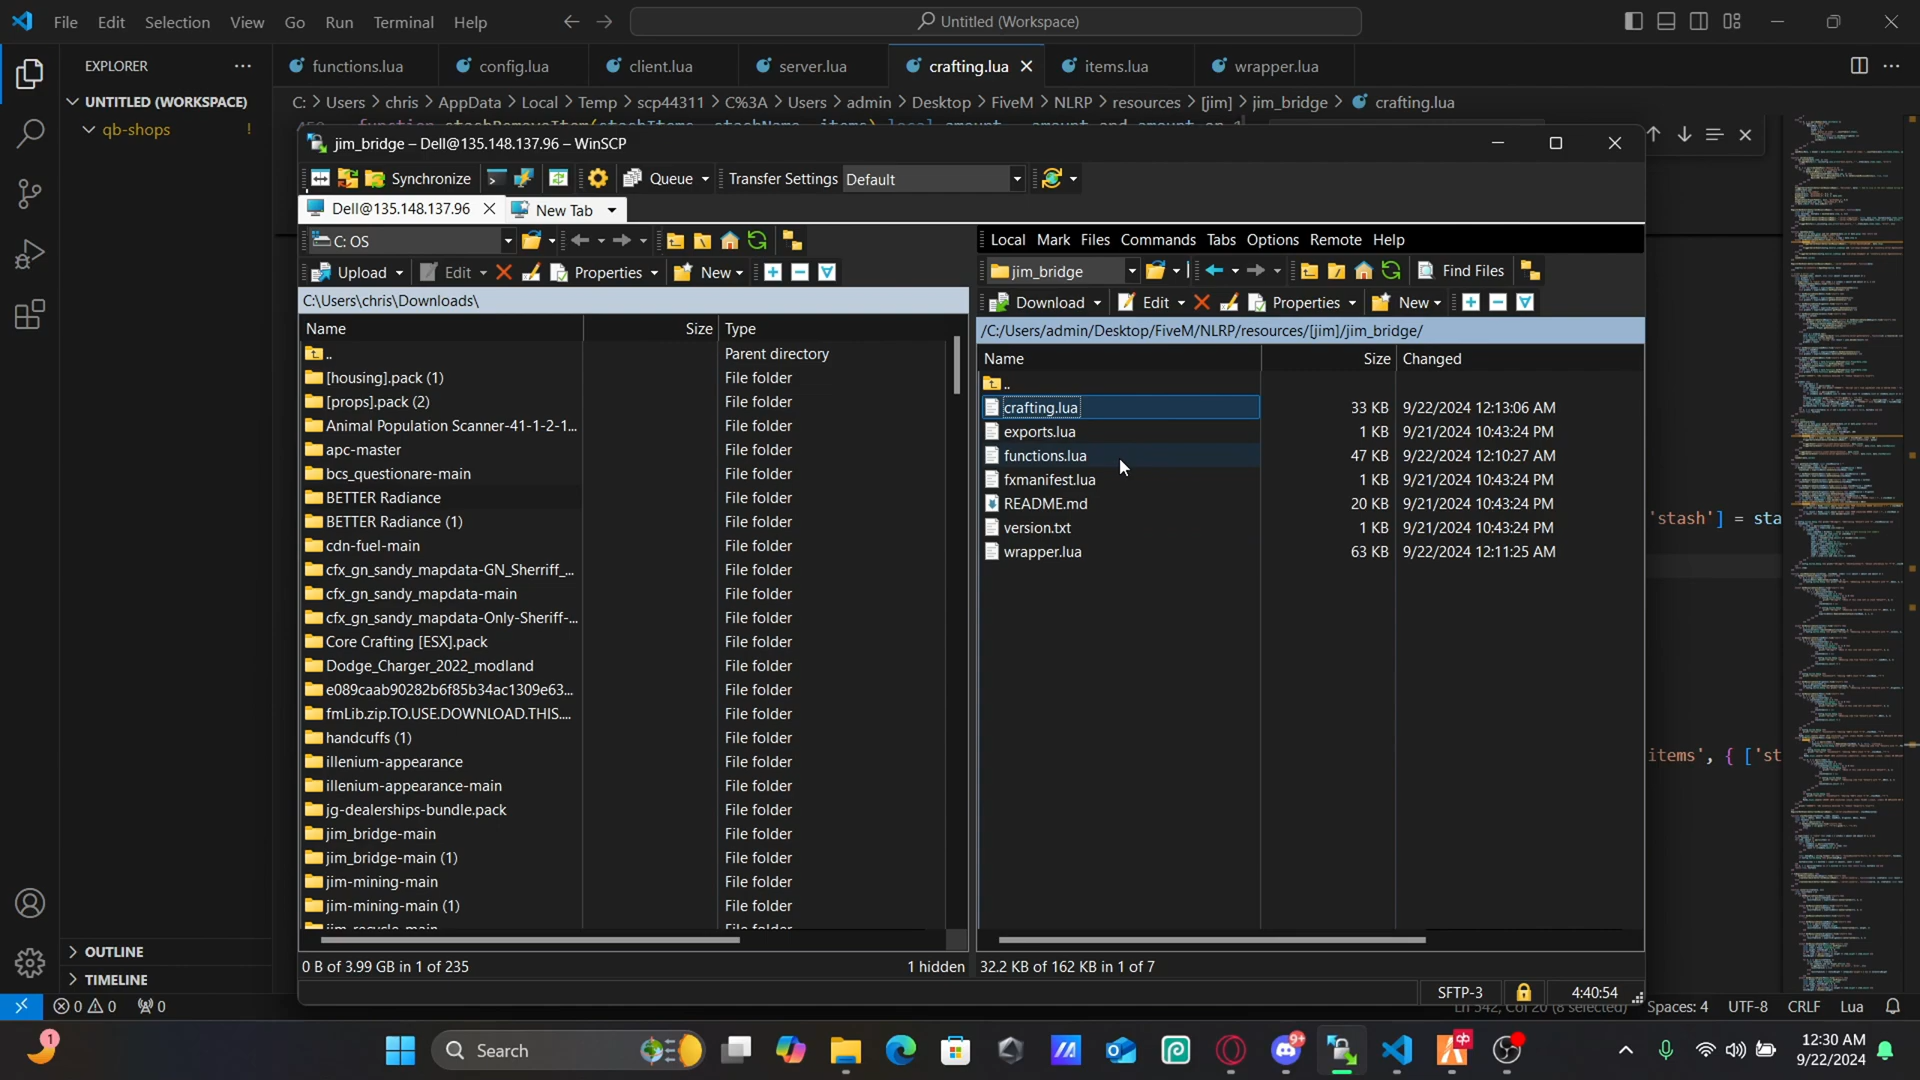 File Edit Selection View Go Run Terminal Help
Untitled (Workspace)
EXPLORER
functions.lua config.lua client.lua server.lua crafting.lua items.lua wrapper.lua
UNTITLED (WORKSPACE)
C: > Users > chris > AppData > Local > Temp > scp44311 > C%3A > Users > admin > Desktop > FiveM > NLRP > resources > [jim] > jim_bridge > crafting.lua
qb-shops !
jim_bridge – Dell@135.148.137.96 – WinSCP
Synchronize Queue Transfer Settings Default
Dell@135.148.137.96 New Tab
C: OS
Local Mark Files Commands Tabs Options Remote Help
Upload Edit Properties New
jim_bridge Find Files
C:\Users\chris\Downloads\
Download Edit Properties New
Name Size Type
/C:/Users/admin/Desktop/FiveM/NLRP/resources/[jim]/jim_bridge/
.. Parent directory
[housing].pack (1) File folder
[props].pack (2) File folder
Animal Population Scanner-41-1-2-1... File folder
apc-master File folder
bcs_questionare-main File folder
BETTER Radiance File folder
BETTER Radiance (1) File folder
cdn-fuel-main File folder
cfx_gn_sandy_mapdata-GN_Sherriff_... File folder
cfx_gn_sandy_mapdata-main File folder
cfx_gn_sandy_mapdata-Only-Sheriff-... File folder
Core Crafting [ESX].pack File folder
Dodge_Charger_2022_modland File folder
e089caab90282b6f85b34ac1309e63... File folder
fmLib.zip.TO.USE.DOWNLOAD.THIS.... File folder
handcuffs (1) File folder
illenium-appearance File folder
illenium-appearance-main File folder
jg-dealerships-bundle.pack File folder
jim_bridge-main File folder
jim_bridge-main (1) File folder
jim-mining-main File folder
jim-mining-main (1) File folder
Name Size Changed
..
crafting.lua 33 KB 9/22/2024 12:13:06 AM
exports.lua 1 KB 9/21/2024 10:43:24 PM
functions.lua 47 KB 9/22/2024 12:10:27 AM
fxmanifest.lua 1 KB 9/21/2024 10:43:24 PM
README.md 20 KB 9/21/2024 10:43:24 PM
version.txt 1 KB 9/21/2024 10:43:24 PM
wrapper.lua 63 KB 9/22/2024 12:11:25 AM
'stash'] = sta
items', { ['st
0 B of 3.99 GB in 1 of 235 1 hidden
32.2 KB of 162 KB in 1 of 7
SFTP-3 4:40:54
OUTLINE
TIMELINE
0 0 0
Ln 542, Col 20 (8 selected) Spaces: 4 UTF-8 CRLF Lua
1
Search
9+
qb
12:30 AM
9/22/2024